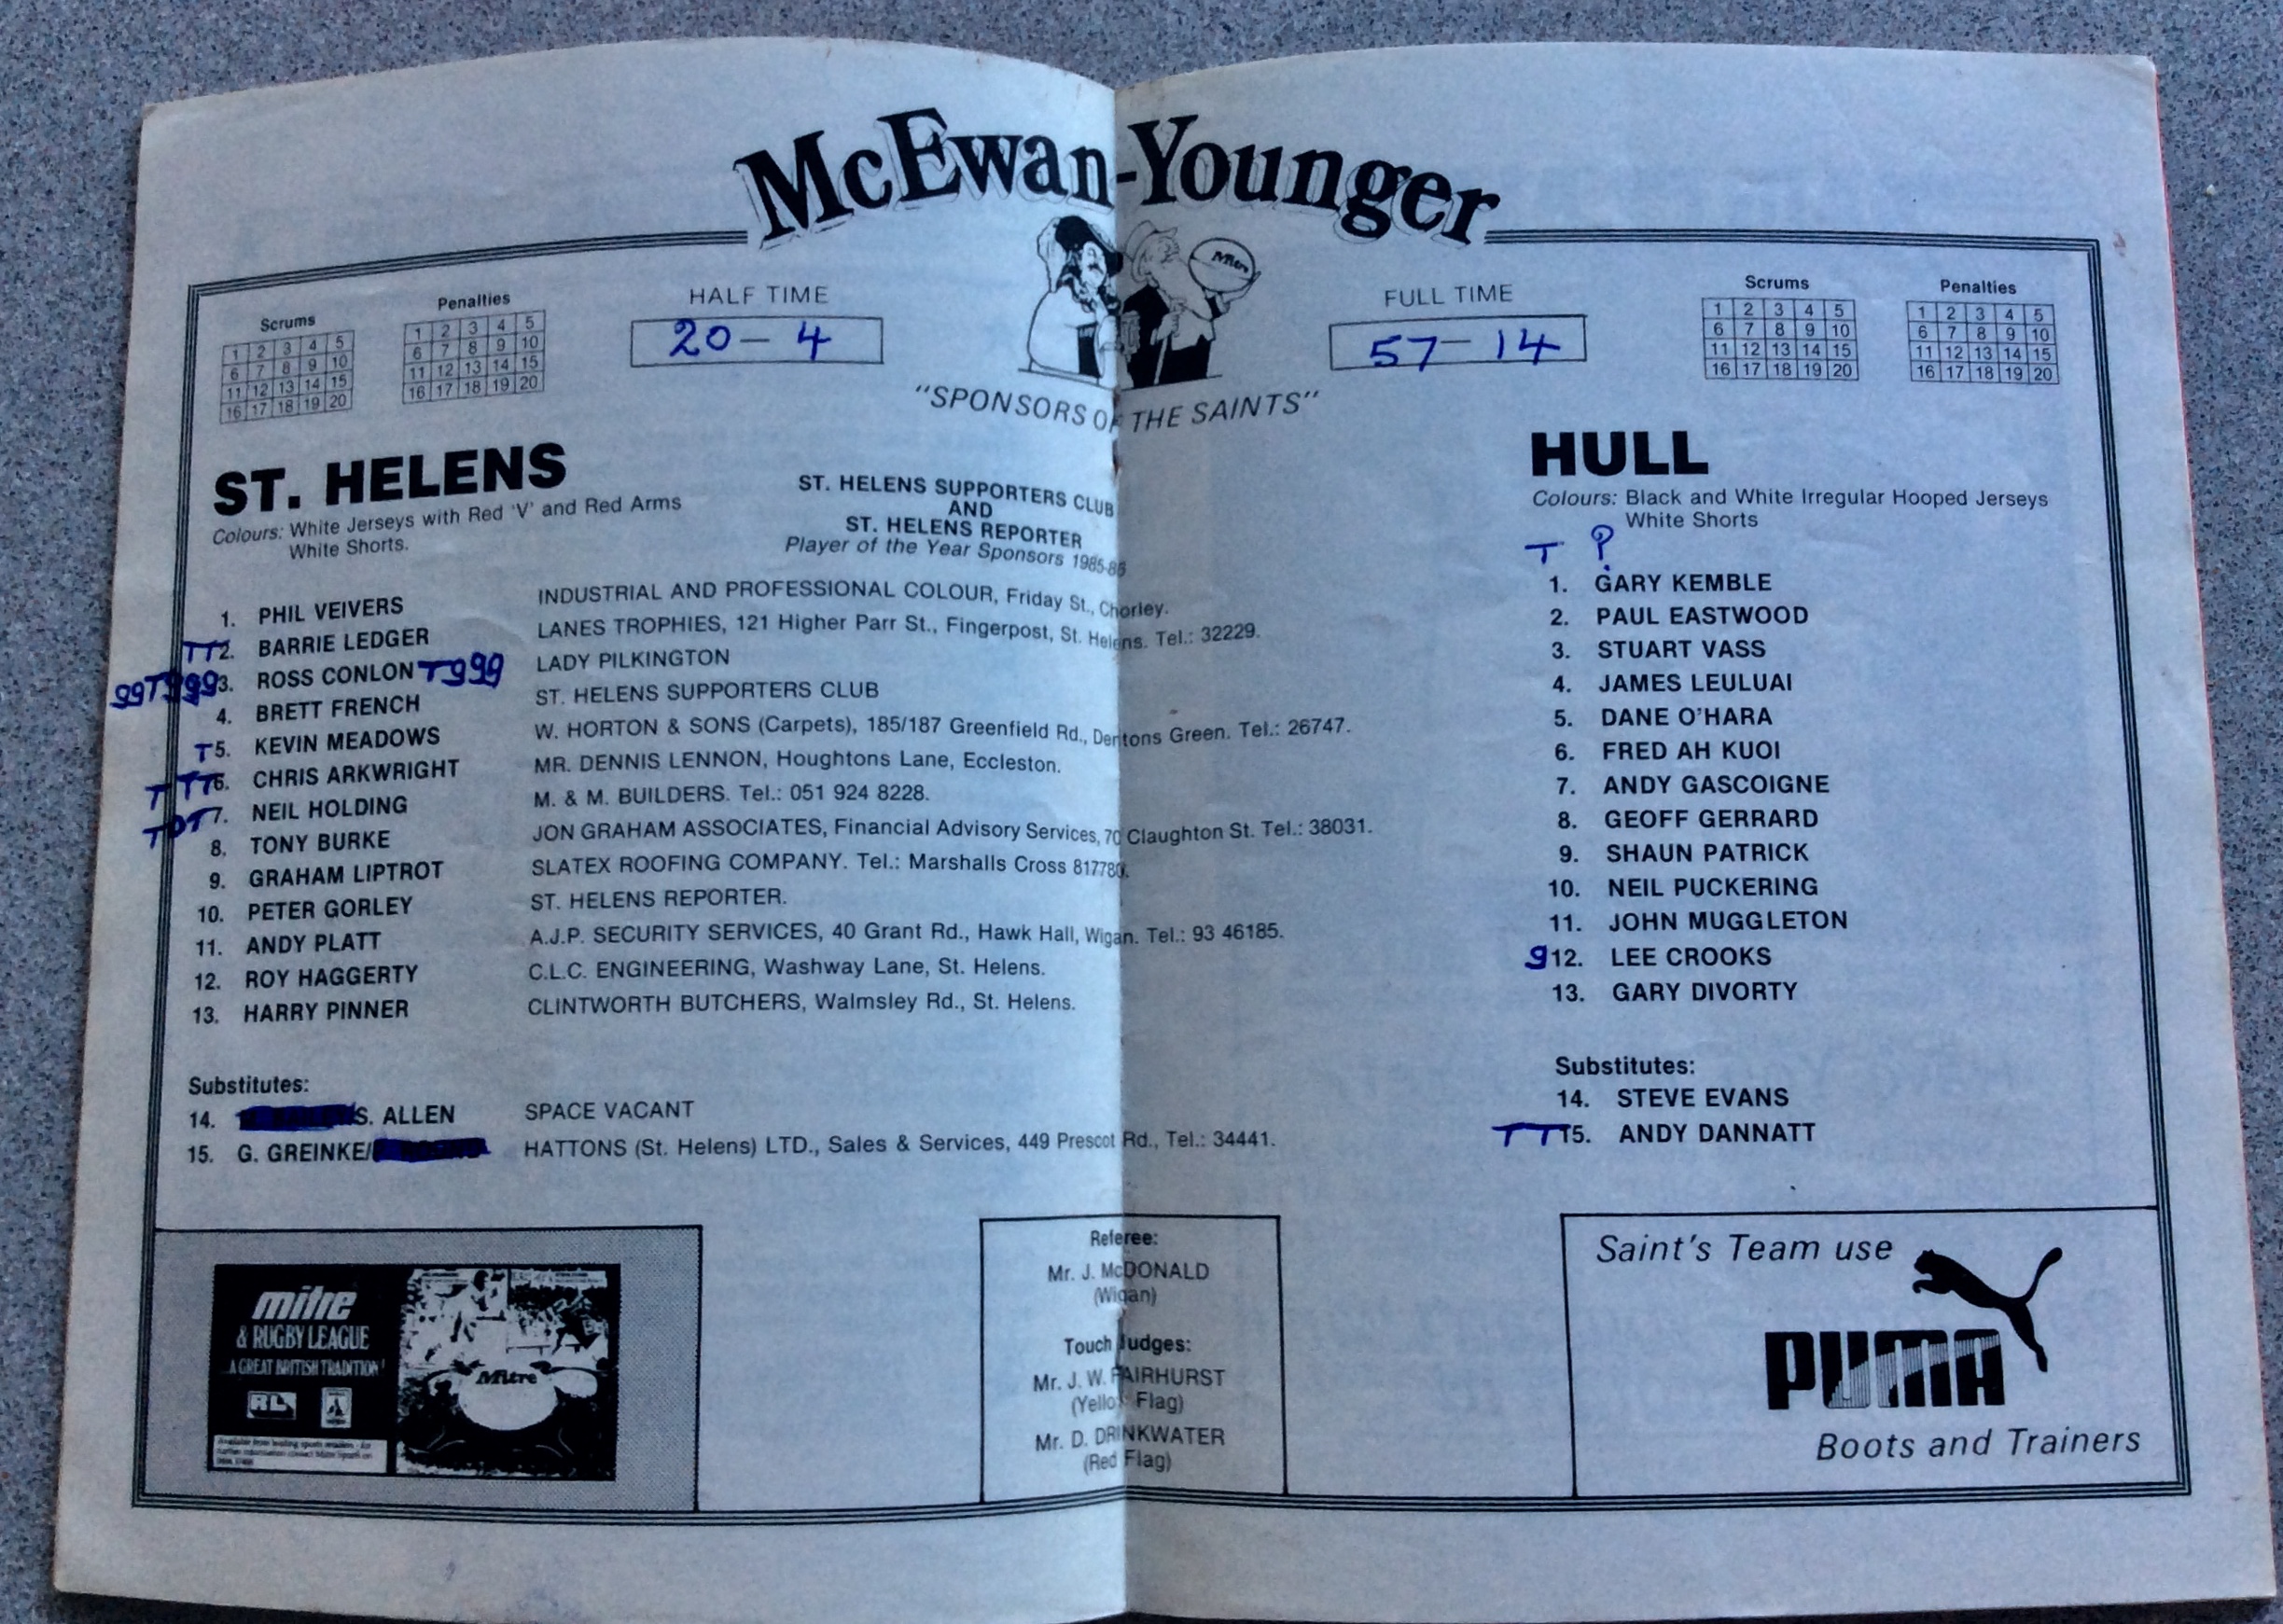 McEwan-Younger
Mitre
Scrums
1 2 3 4 5
6 7 8 9 10
11 12 13 14 15
16 17 18 19 20
Penalties
1 2 3 4 5
6 7 8 9 10
11 12 13 14 15
16 17 18 19 20
HALF TIME
20 - 4
FULL TIME
57 - 14
Scrums
1 2 3 4 5
6 7 8 9 10
11 12 13 14 15
16 17 18 19 20
Penalties
1 2 3 4 5
6 7 8 9 10
11 12 13 14 15
16 17 18 19 20
"SPONSORS OF THE SAINTS"
ST. HELENS
Colours: White Jerseys with Red 'V' and Red Arms
White Shorts.
ST. HELENS SUPPORTERS CLUB
AND
ST. HELENS REPORTER
Player of the Year Sponsors 1985-86
1. PHIL VEIVERS INDUSTRIAL AND PROFESSIONAL COLOUR, Friday St., Chorley.
TT 2. BARRIE LEDGER LANES TROPHIES, 121 Higher Parr St., Fingerpost, St. Helens. Tel.: 32229.
ggTggg 3. ROSS CONLON Tggg LADY PILKINGTON
4. BRETT FRENCH ST. HELENS SUPPORTERS CLUB
T 5. KEVIN MEADOWS W. HORTON & SONS (Carpets), 185/187 Greenfield Rd., Dentons Green. Tel.: 26747.
T TT 6. CHRIS ARKWRIGHT MR. DENNIS LENNON, Houghtons Lane, Eccleston.
TDT 7. NEIL HOLDING M. & M. BUILDERS. Tel.: 051 924 8228.
8. TONY BURKE JON GRAHAM ASSOCIATES, Financial Advisory Services, 70 Claughton St. Tel.: 38031.
9. GRAHAM LIPTROT SLATEX ROOFING COMPANY. Tel.: Marshalls Cross 817780.
10. PETER GORLEY ST. HELENS REPORTER.
11. ANDY PLATT A.J.P. SECURITY SERVICES, 40 Grant Rd., Hawk Hall, Wigan. Tel.: 93 46185.
12. ROY HAGGERTY C.L.C. ENGINEERING, Washway Lane, St. Helens.
13. HARRY PINNER CLINTWORTH BUTCHERS, Walmsley Rd., St. Helens.
Substitutes:
14. S. ALLEN SPACE VACANT
15. G. GREINKE/ HATTONS (St. Helens) LTD., Sales & Services, 449 Prescot Rd., Tel.: 34441.
HULL
Colours: Black and White Irregular Hooped Jerseys
White Shorts
T ?
1. GARY KEMBLE
2. PAUL EASTWOOD
3. STUART VASS
4. JAMES LEULUAI
5. DANE O'HARA
6. FRED AH KUOI
7. ANDY GASCOIGNE
8. GEOFF GERRARD
9. SHAUN PATRICK
10. NEIL PUCKERING
11. JOHN MUGGLETON
g 12. LEE CROOKS
13. GARY DIVORTY
Substitutes:
14. STEVE EVANS
TT 15. ANDY DANNATT
mitre
& RUGBY LEAGUE
A GREAT BRITISH TRADITION!
RL
Mitre
Referee:
Mr. J. McDONALD
(Wigan)
Touch Judges:
Mr. J. W. FAIRHURST
(Yellow Flag)
Mr. D. DRINKWATER
(Red Flag)
Saint's Team use
PUMA
Boots and Trainers